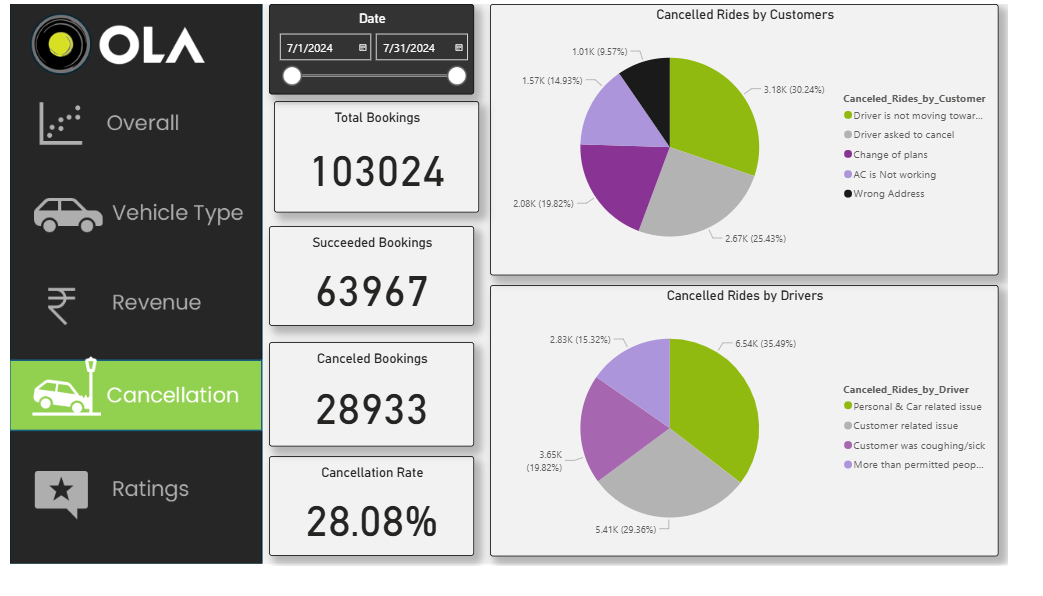 OLA
Overall
Vehicle Type
Revenue
Cancellation
Ratings
Date
7/1/2024
7/31/2024
Total Bookings
103024
Succeeded Bookings
63967
Canceled Bookings
28933
Cancellation Rate
28.08%
Cancelled Rides by Customers
1.01K (9.57%)
1.57K (14.93%)
3.18K (30.24%)
2.08K (19.82%)
2.67K (25.43%)
Canceled_Rides_by_Customer
Driver is not moving towar...
Driver asked to cancel
Change of plans
AC is Not working
Wrong Address
Cancelled Rides by Drivers
2.83K (15.32%)
6.54K (35.49%)
3.65K
(19.82%)
5.41K (29.36%)
Canceled_Rides_by_Driver
Personal & Car related issue
Customer related issue
Customer was coughing/sick
More than permitted peop...